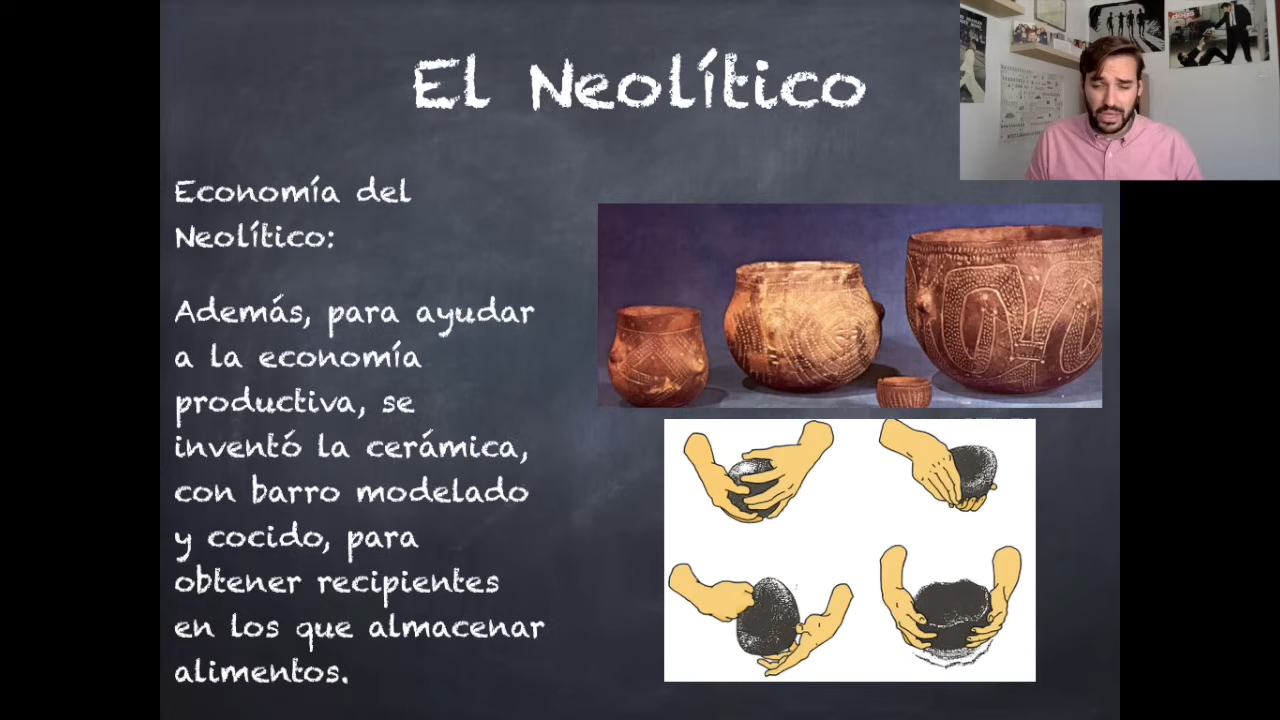 El Neolítico
Economía del
Neolítico:
Además, para ayudar
a la economía
productiva, se
inventó la cerámica,
con barro modelado
y cocido, para
obtener recipientes
en los que almacenar
alimentos.